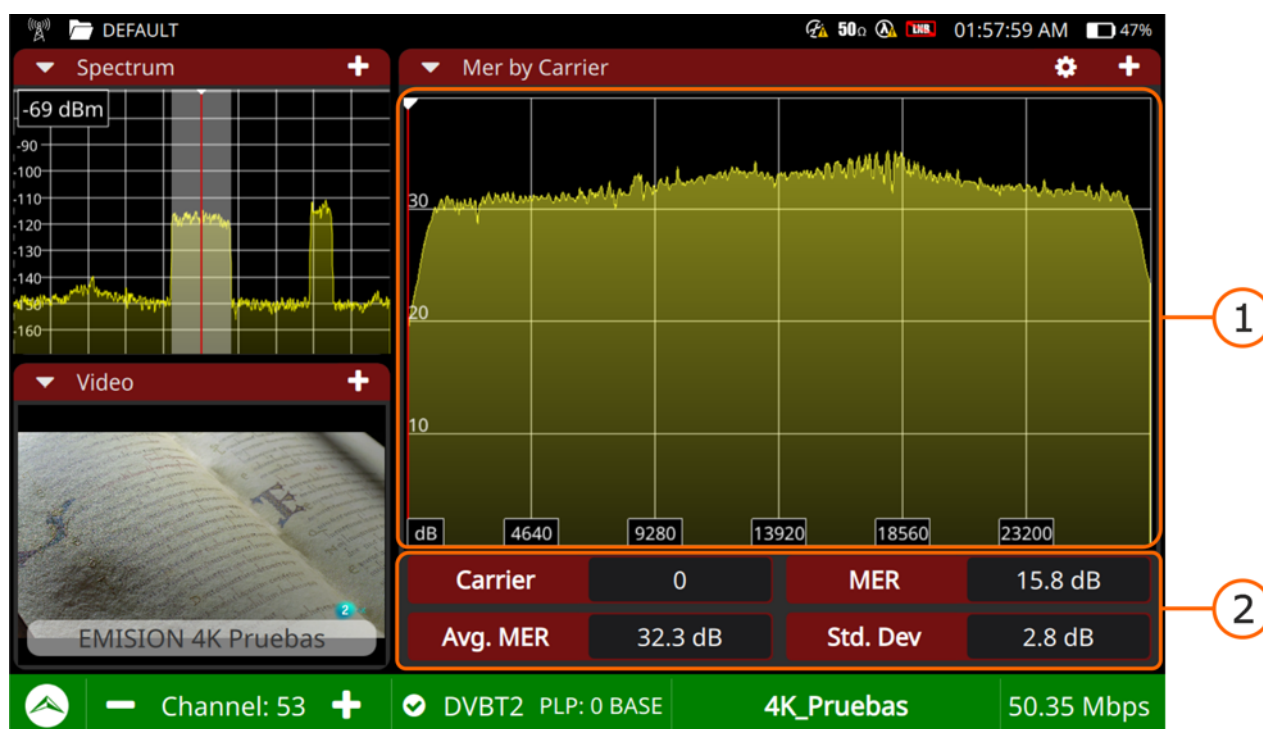 DEFAULT
50Ω
LNB
01:57:59 AM
47%
Spectrum
-69 dBm
-90
-100
-110
-120
-130
-140
-150
-160
Video
2
EMISION 4K Pruebas
Mer by Carrier
30
20
10
dB 4640 9280 13920 18560 23200
1
Carrier 0 MER 15.8 dB
Avg. MER 32.3 dB Std. Dev 2.8 dB
2
Channel: 53 DVBT2 PLP: 0 BASE 4K_Pruebas 50.35 Mbps